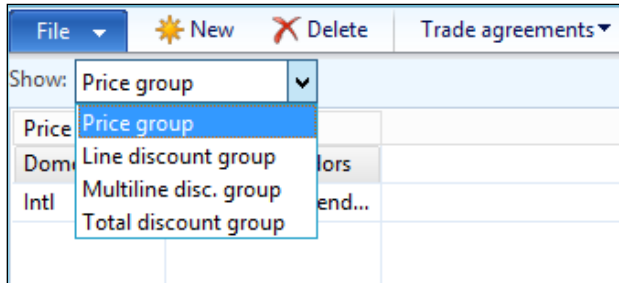 File New Delete Trade agreements
Show: Price group
Price Price group
Line discount group
Intl Multiline disc. group
Total discount group